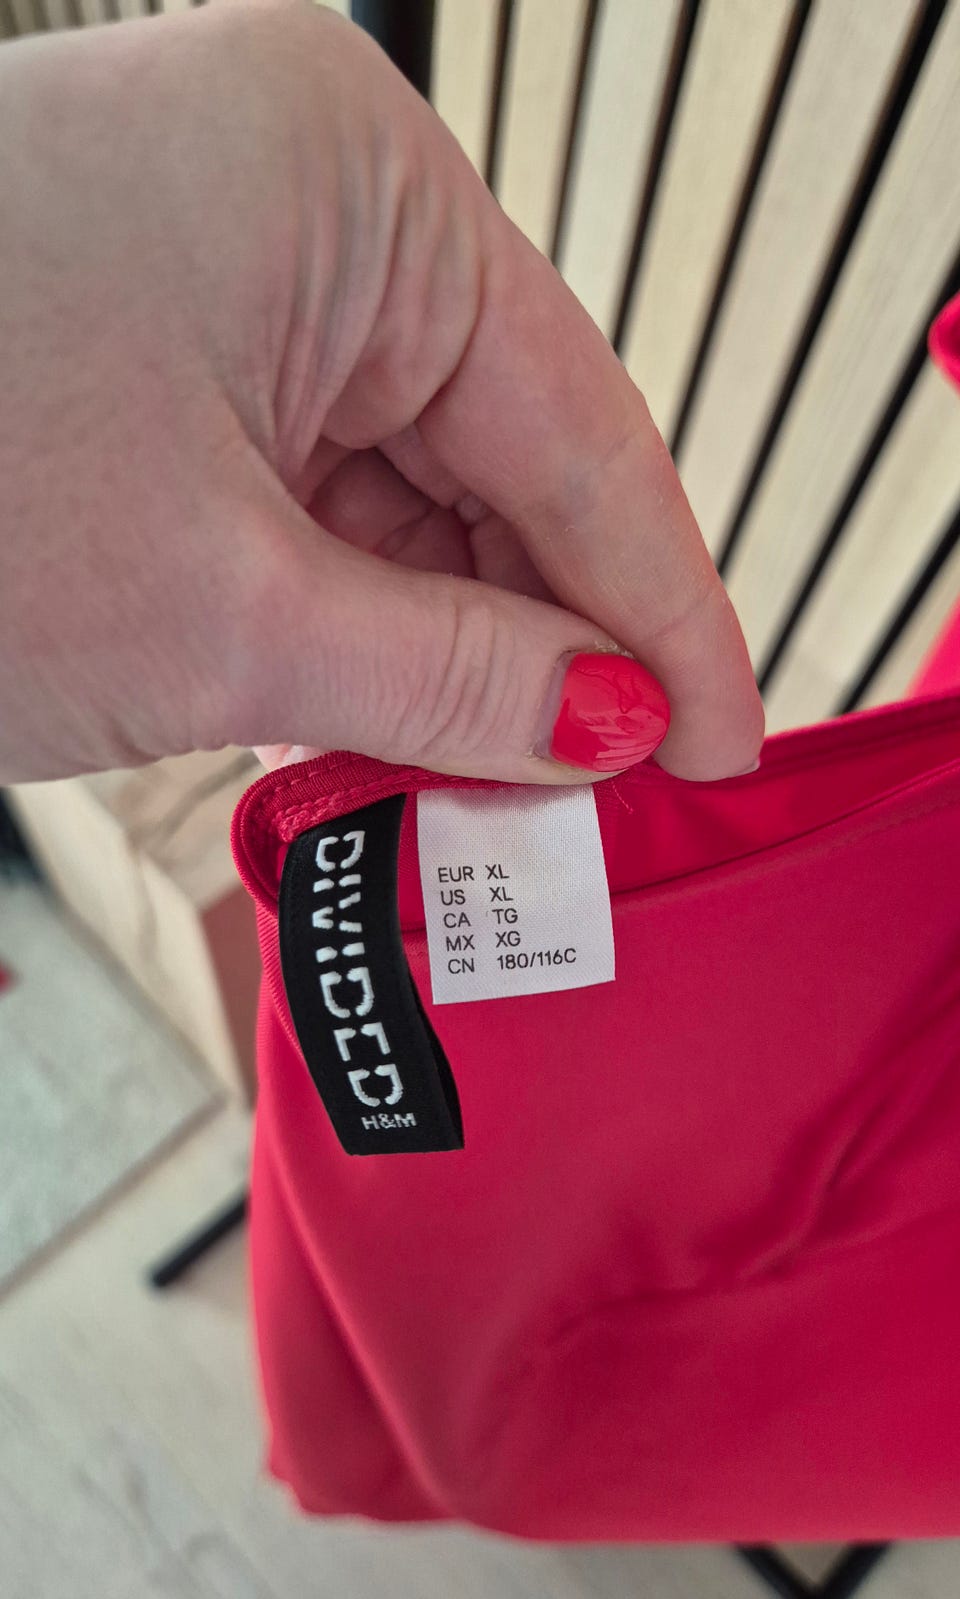 DIVIDED
H&M
EUR XL
US XL
CA TG
MX XG
CN 180/116C